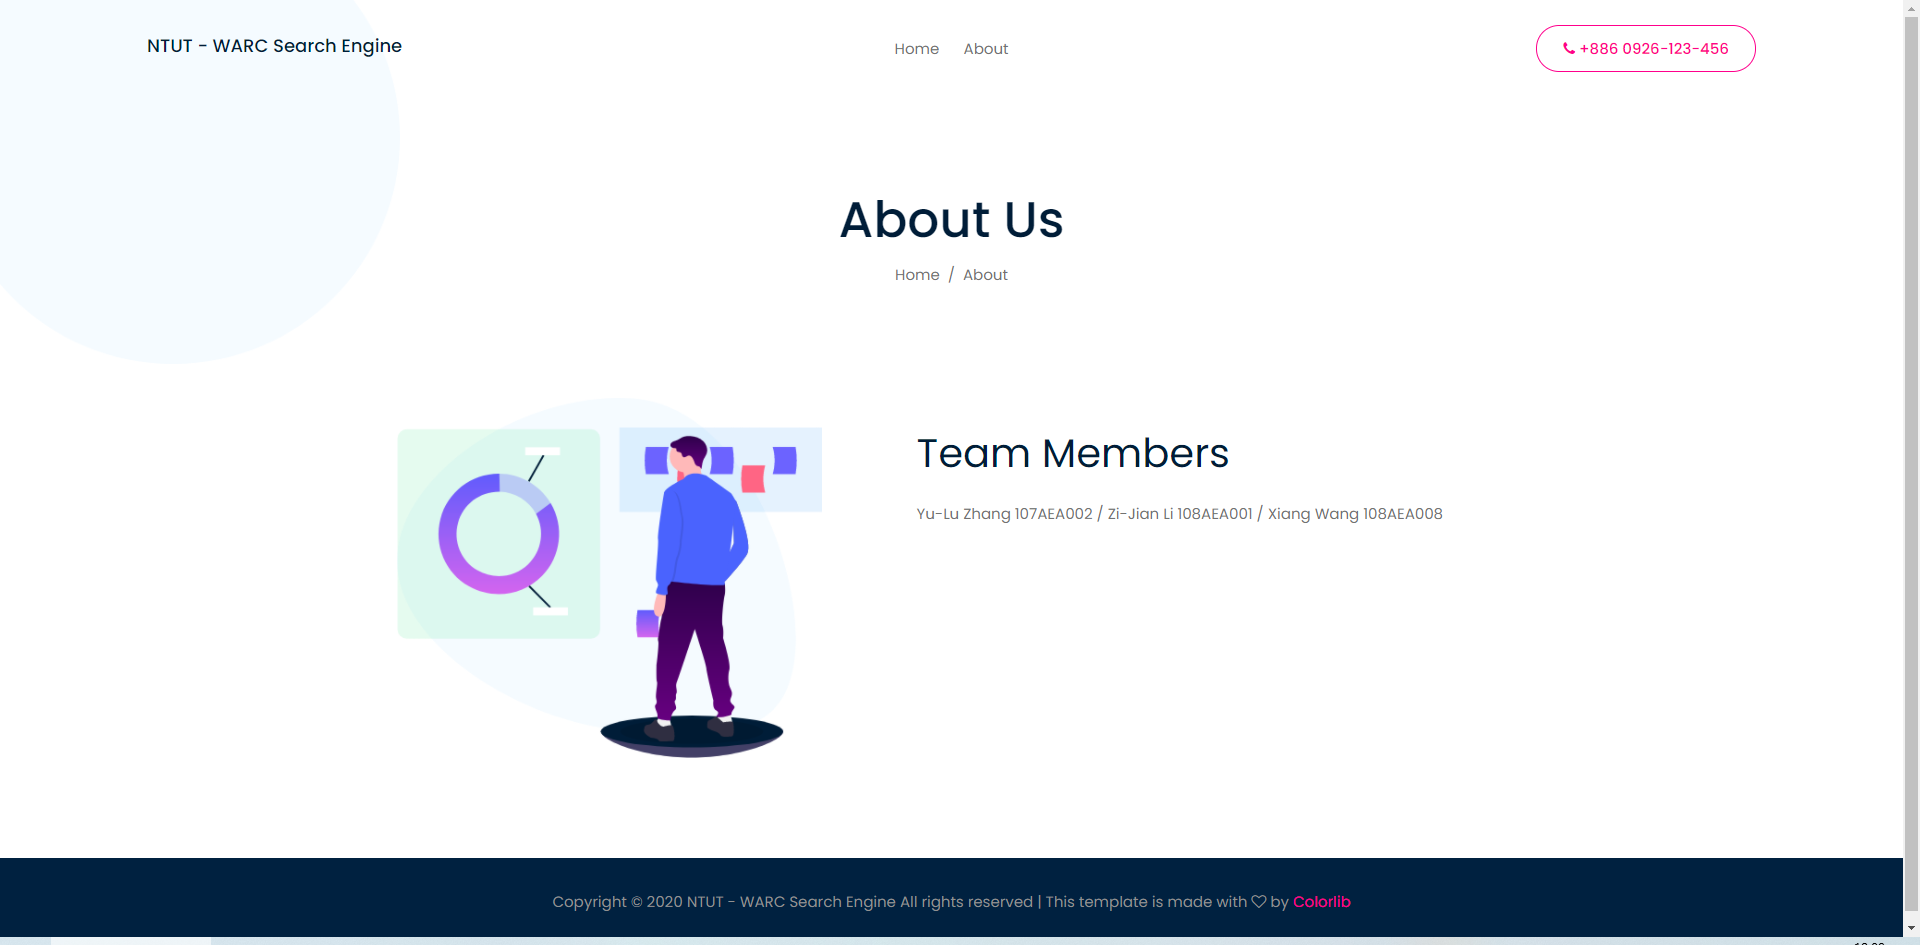 NTUT - WARC Search Engine
Home About
+886 0926-123-456
About Us
Home / About
Team Members
Yu-Lu Zhang 107AEA002 / Zi-Jian Li 108AEA001 / Xiang Wang 108AEA008
Copyright © 2020 NTUT - WARC Search Engine All rights reserved | This template is made with ♡ by Colorlib